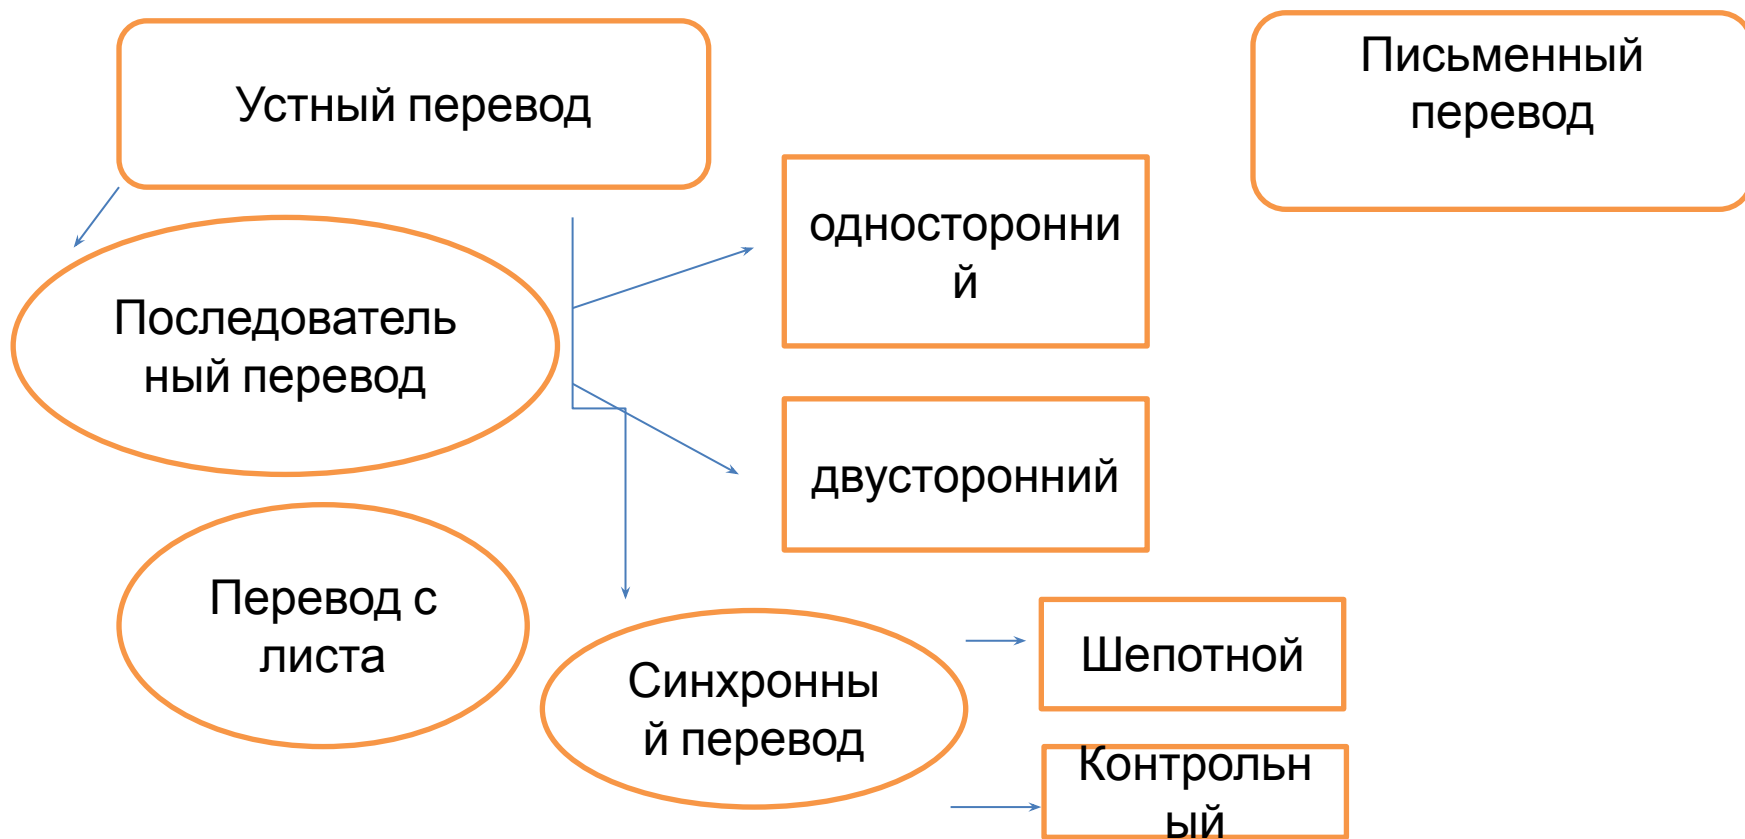 Устный перевод
Письменный
перевод
односторонни
й
Последователь
ный перевод
двусторонний
Перевод с
листа
Синхронны
й перевод
Шепотной
Контрольн
ый